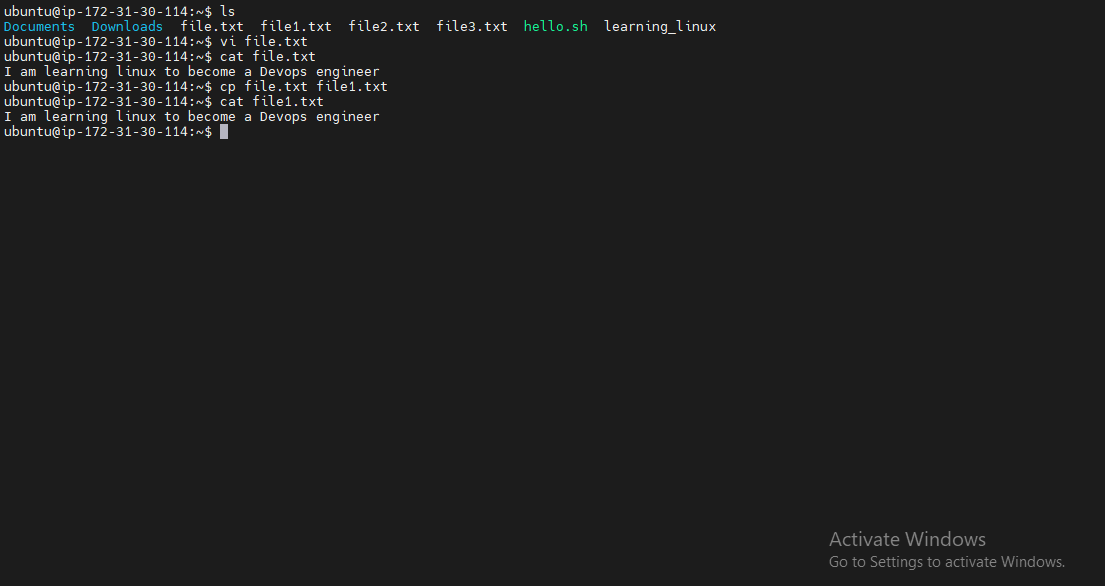 ubuntu@ip-172-31-30-114:~$ ls
Documents  Downloads  file.txt  file1.txt  file2.txt  file3.txt  hello.sh  learning_linux
ubuntu@ip-172-31-30-114:~$ vi file.txt
ubuntu@ip-172-31-30-114:~$ cat file.txt
I am learning linux to become a Devops engineer
ubuntu@ip-172-31-30-114:~$ cp file.txt file1.txt
ubuntu@ip-172-31-30-114:~$ cat file1.txt
I am learning linux to become a Devops engineer
ubuntu@ip-172-31-30-114:~$
Activate Windows
Go to Settings to activate Windows.